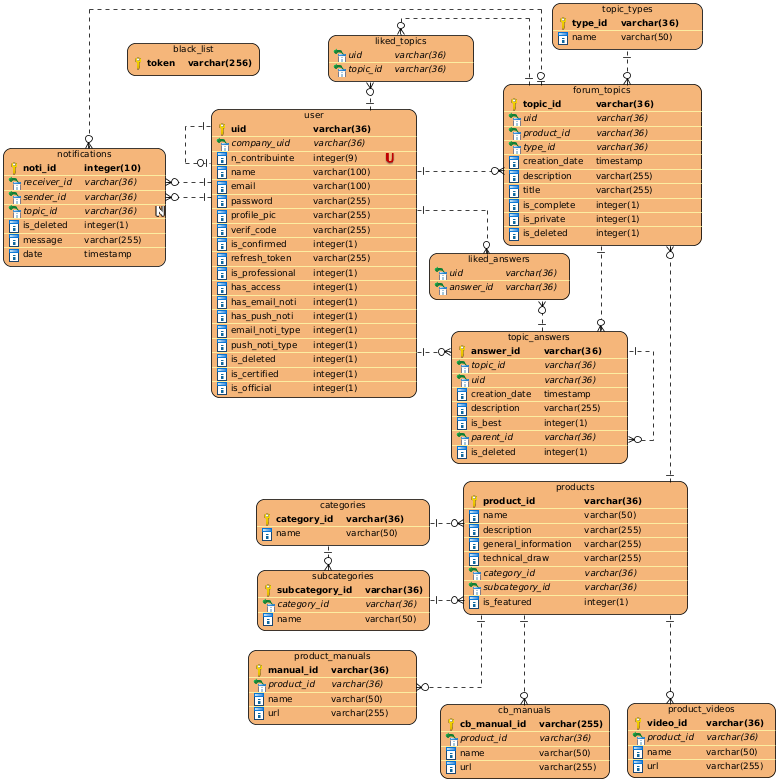 topic_types
type_id varchar(36)
name varchar(50)
black_list
token varchar(256)
liked_topics
uid varchar(36)
topic_id varchar(36)
forum_topics
topic_id varchar(36)
uid varchar(36)
product_id varchar(36)
type_id varchar(36)
creation_date timestamp
description varchar(255)
title varchar(255)
is_complete integer(1)
is_private integer(1)
is_deleted integer(1)
user
uid varchar(36)
company_uid varchar(36)
n_contribuinte integer(9) U
name varchar(100)
email varchar(100)
password varchar(255)
profile_pic varchar(255)
verif_code varchar(255)
is_confirmed integer(1)
refresh_token varchar(255)
is_professional integer(1)
has_access integer(1)
has_email_noti integer(1)
has_push_noti integer(1)
email_noti_type integer(1)
push_noti_type integer(1)
is_deleted integer(1)
is_certified integer(1)
is_official integer(1)
notifications
noti_id integer(10)
receiver_id varchar(36)
sender_id varchar(36)
topic_id varchar(36) N
is_deleted integer(1)
message varchar(255)
date timestamp
liked_answers
uid varchar(36)
answer_id varchar(36)
topic_answers
answer_id varchar(36)
topic_id varchar(36)
uid varchar(36)
creation_date timestamp
description varchar(255)
is_best integer(1)
parent_id varchar(36)
is_deleted integer(1)
products
product_id varchar(36)
name varchar(50)
description varchar(255)
general_information varchar(255)
technical_draw varchar(255)
category_id varchar(36)
subcategory_id varchar(36)
is_featured integer(1)
categories
category_id varchar(36)
name varchar(50)
subcategories
subcategory_id varchar(36)
category_id varchar(36)
name varchar(50)
product_manuals
manual_id varchar(36)
product_id varchar(36)
name varchar(50)
url varchar(255)
cb_manuals
cb_manual_id varchar(255)
product_id varchar(36)
name varchar(50)
url varchar(255)
product_videos
video_id varchar(36)
product_id varchar(36)
name varchar(50)
url varchar(255)